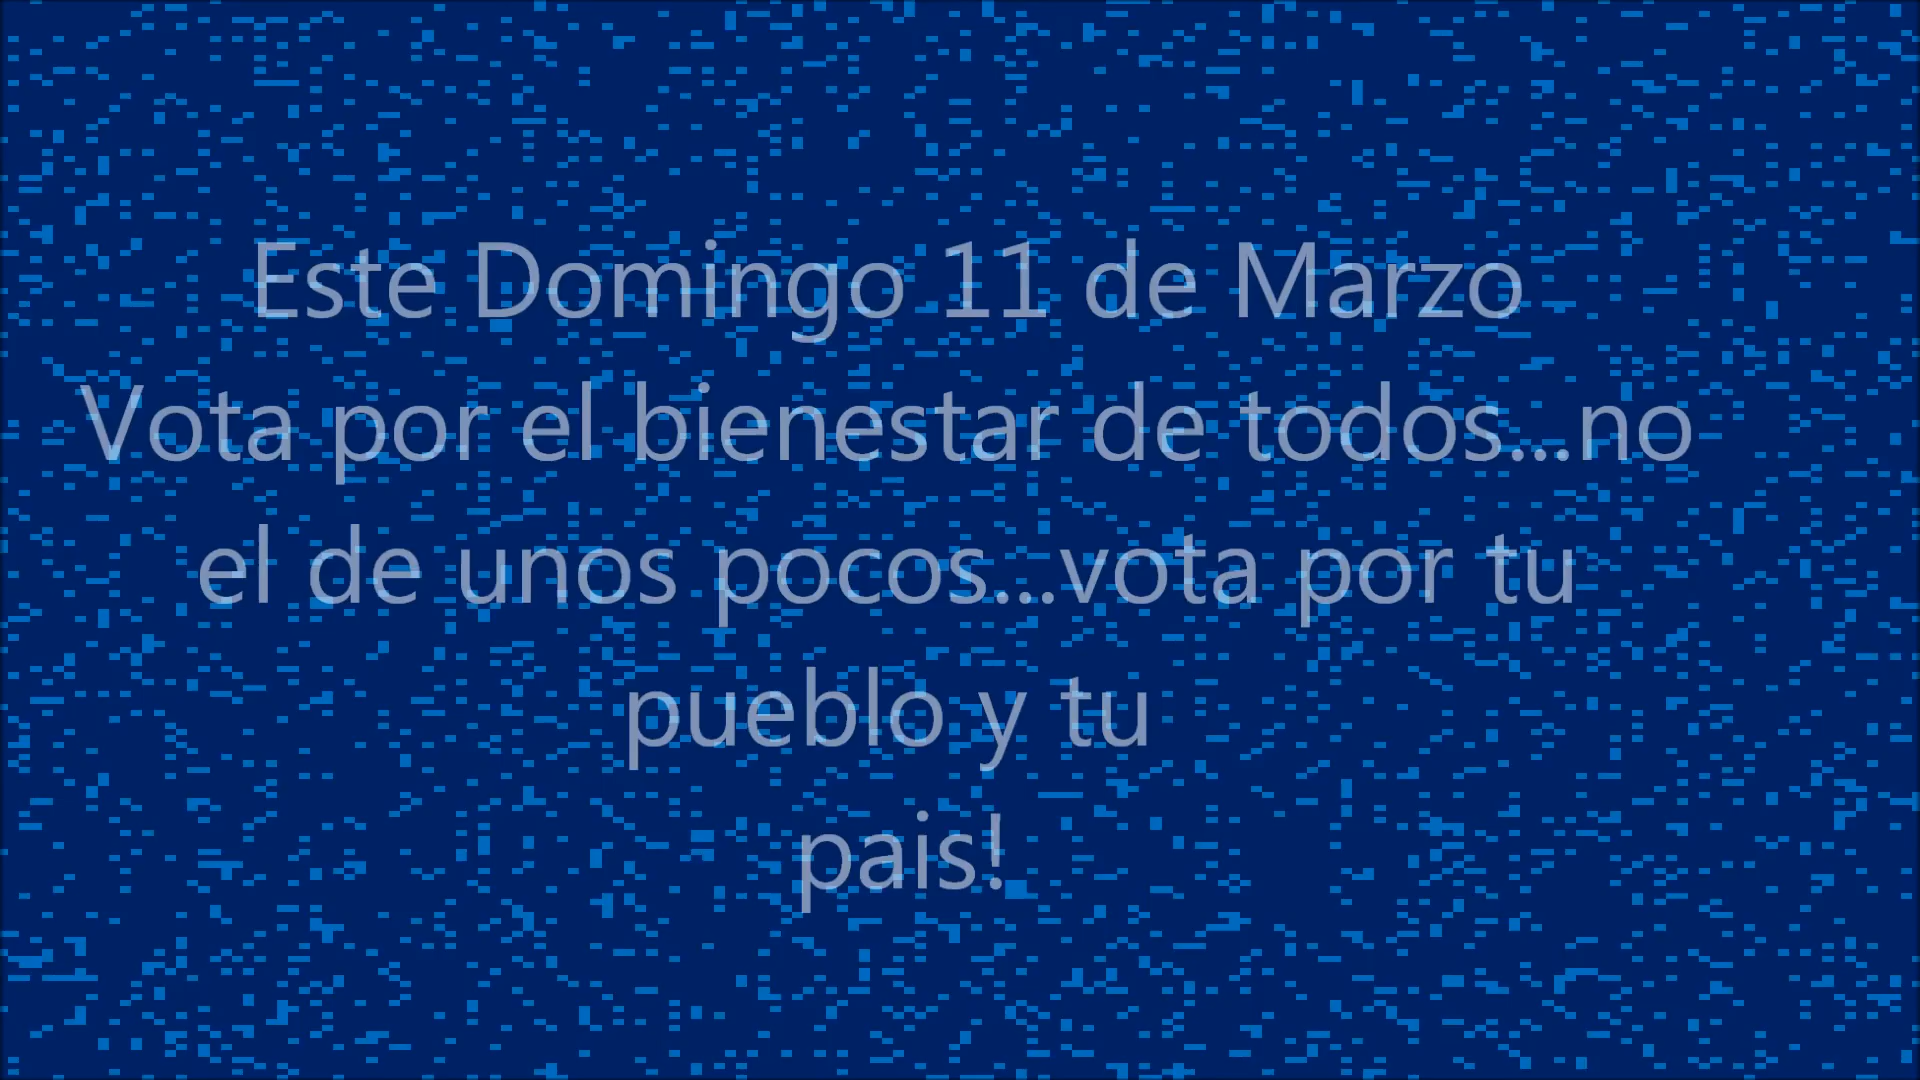 Este Domingo 11 de Marzo
Vota por el bienestar de todos...no
el de unos pocos...vota por tu
pueblo y tu
pais!